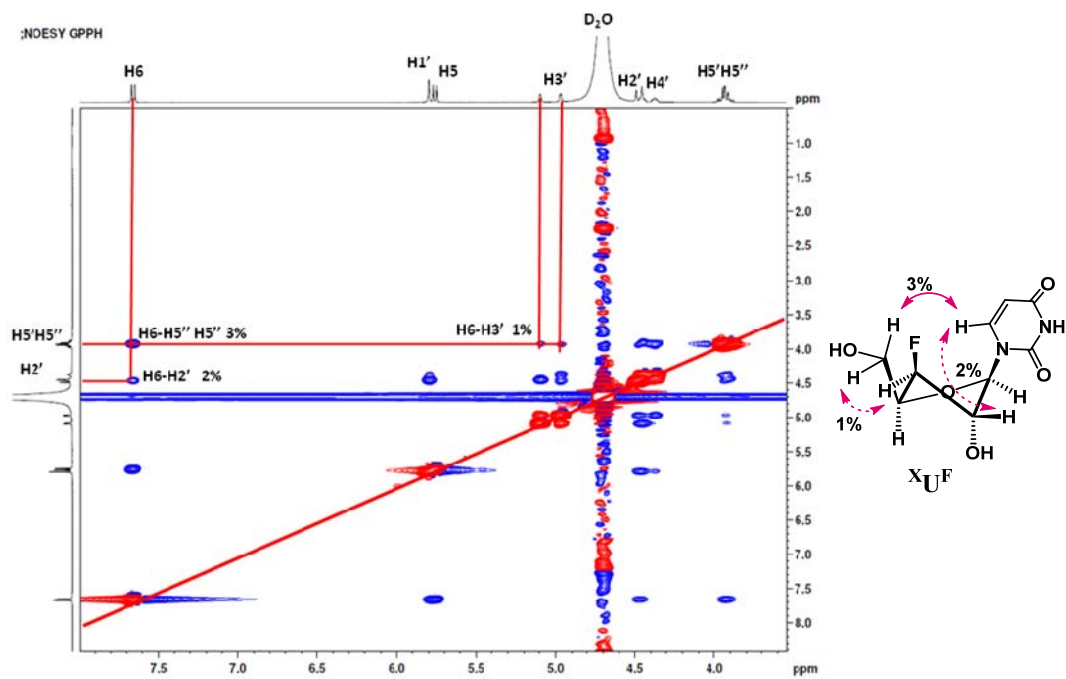 ;NOESY GPPH
D2O
H6
H1'
H5
H3'
H2'
H4'
H5'H5''
ppm
1.0
1.5
2.0
2.5
3.0
3.5
4.0
4.5
5.0
5.5
6.0
6.5
7.0
7.5
8.0
H5'H5''
H2'
H6-H5'' H5'' 3%
H6-H3' 1%
H6-H2' 2%
7.5
7.0
6.5
6.0
5.5
5.0
4.5
4.0
ppm
3%
O
H
H
NH
HO
F
N
O
2%
H
H
O
H
H
1%
H
OH
XUF